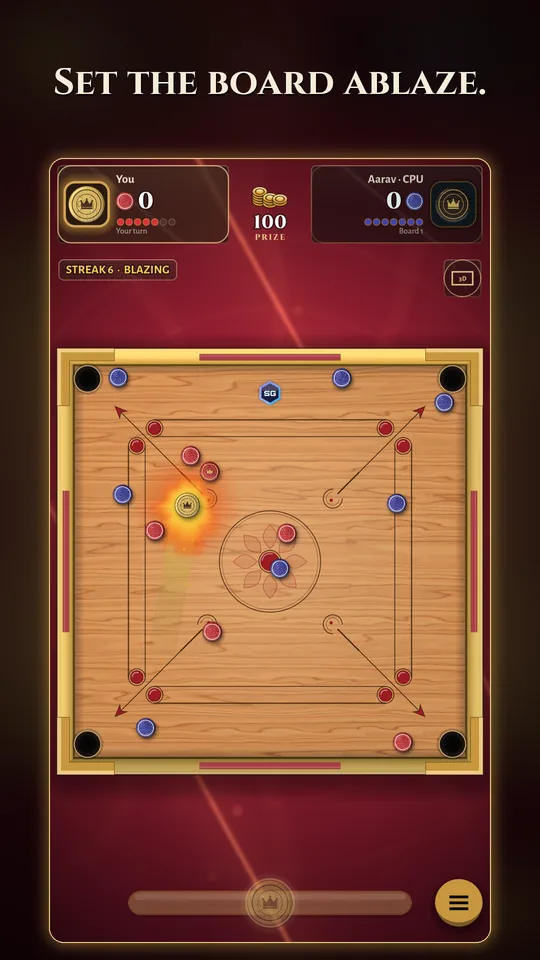 SET THE BOARD ABLAZE.
You
0
Your turn
100
PRIZE
Aarav · CPU
0
Board 1
STREAK 6 · BLAZING
3D
SG